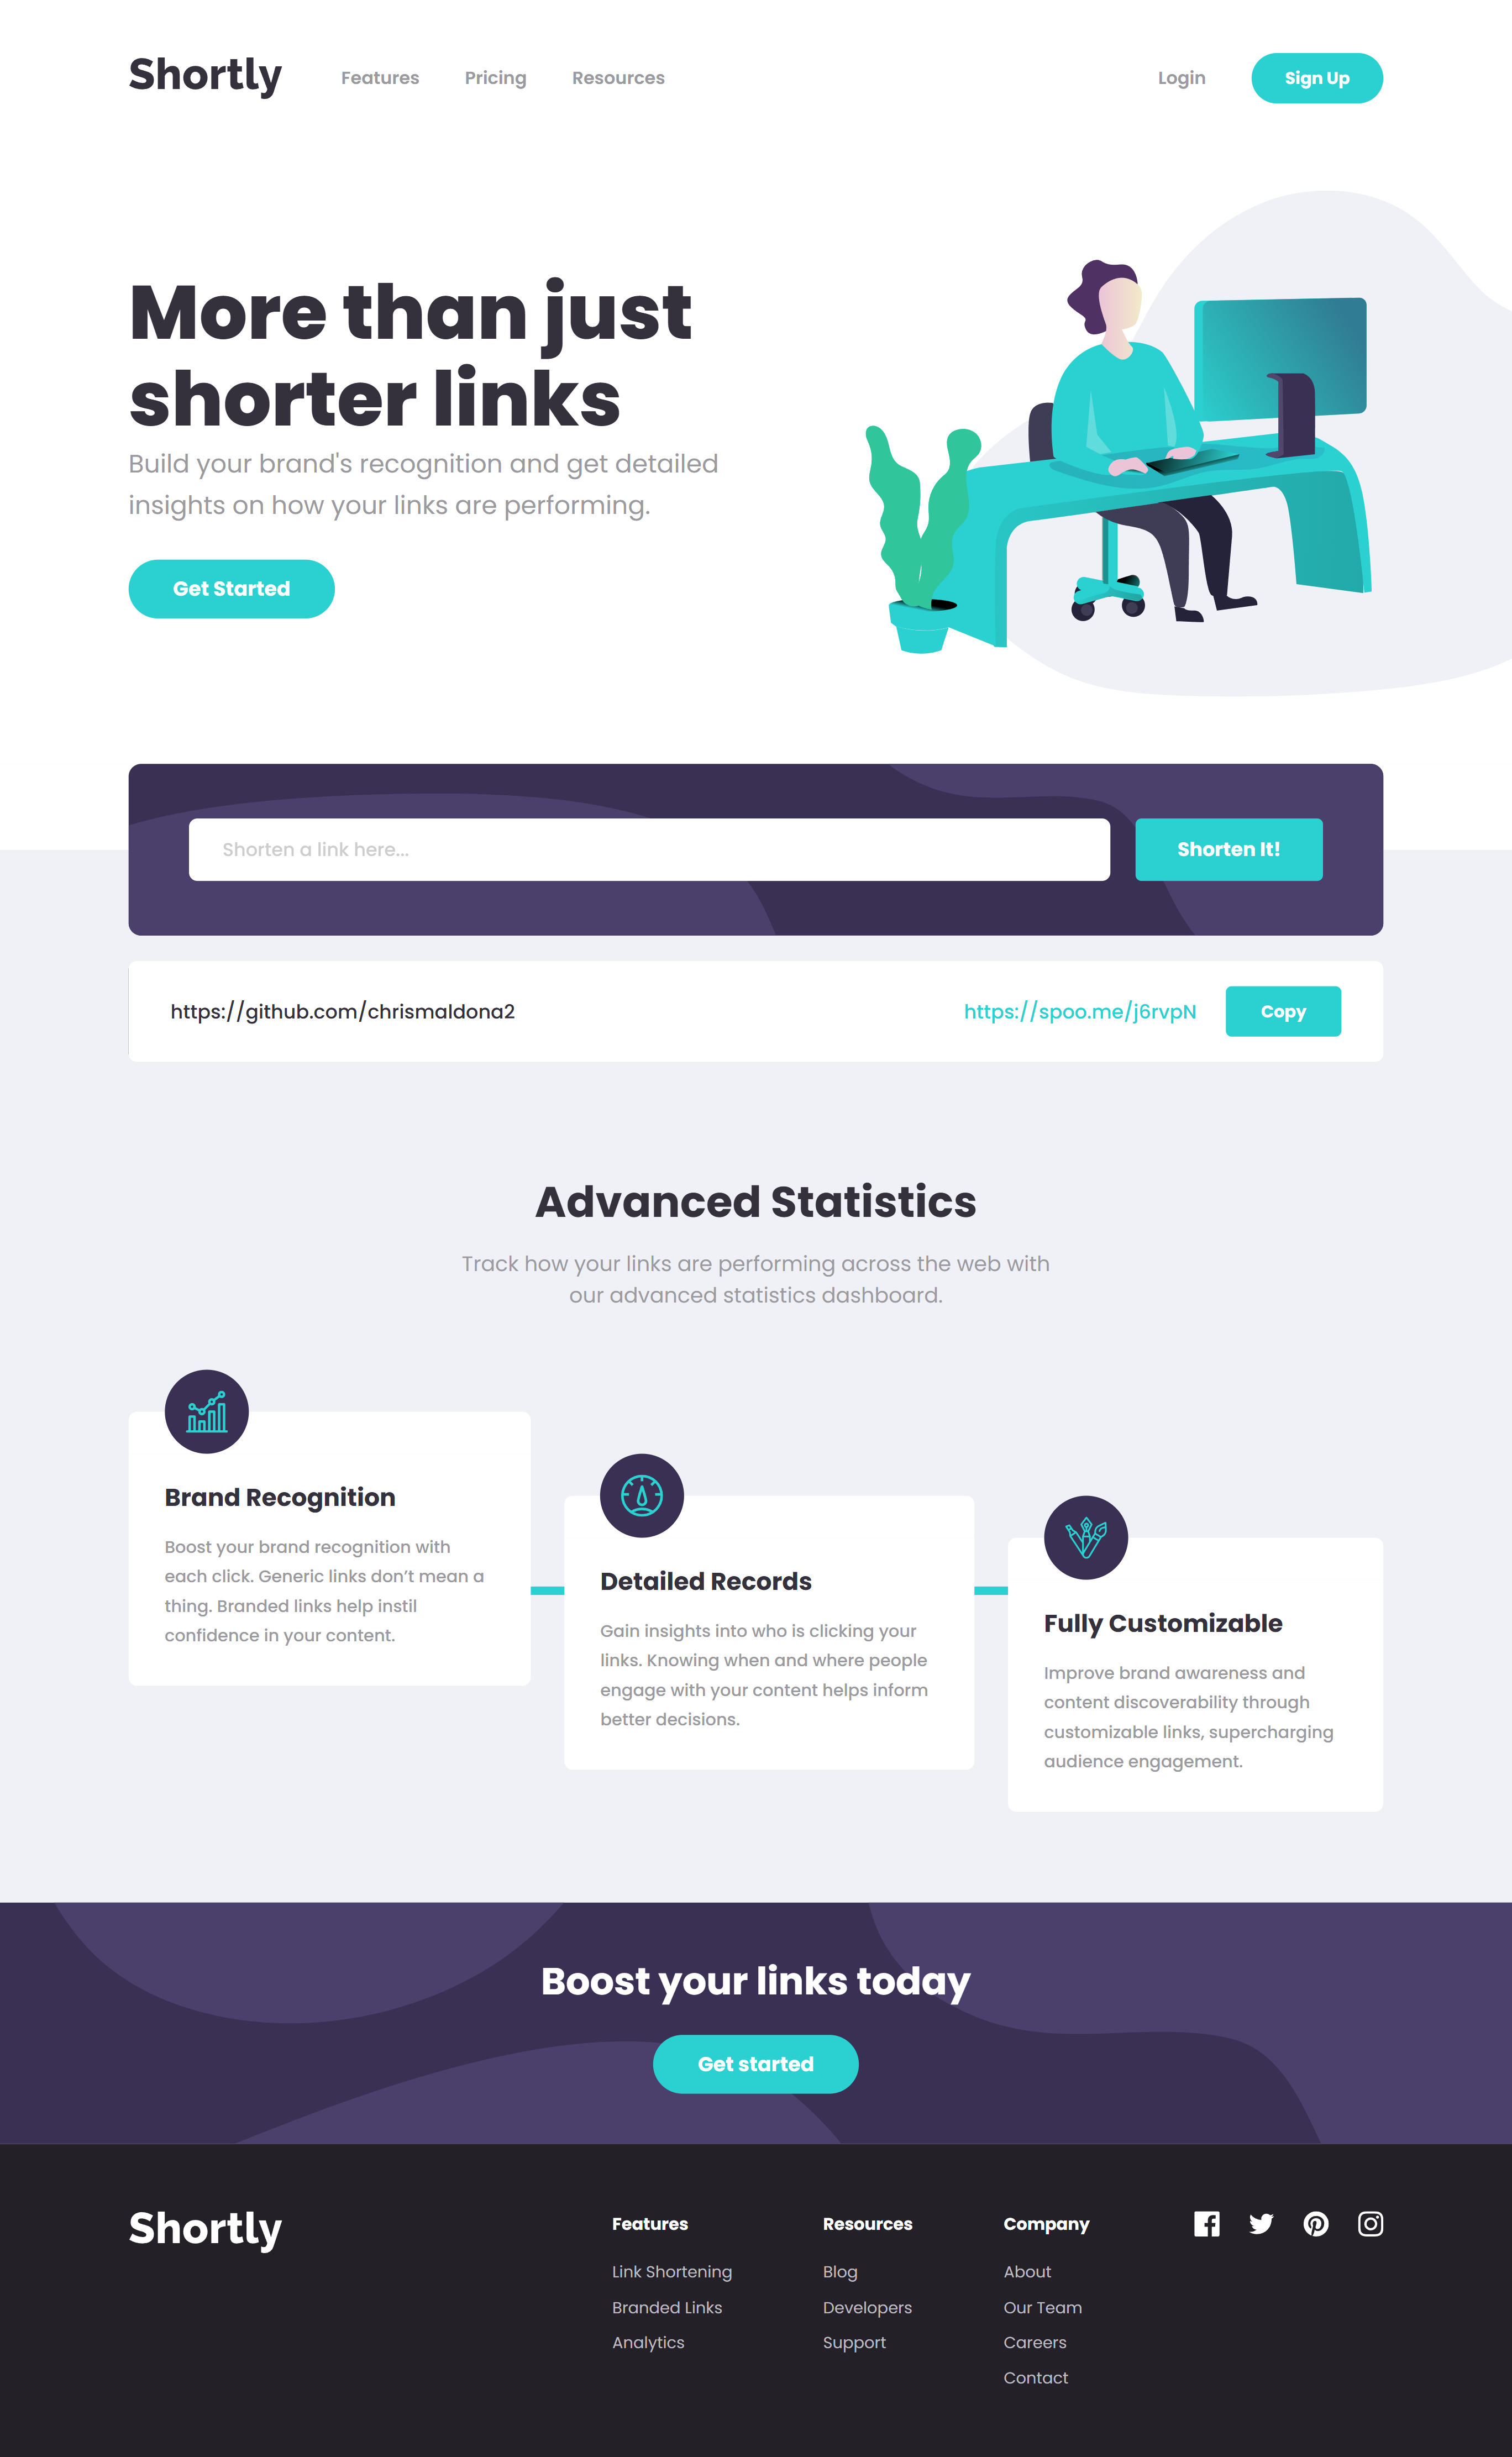 Shortly
Features
Pricing
Resources
Login
Sign Up
More than just
shorter links
Build your brand's recognition and get detailed
insights on how your links are performing.
Get Started
Shorten a link here...
Shorten It!
https://github.com/chrismaldona2
https://spoo.me/j6rvpN
Copy
Advanced Statistics
Track how your links are performing across the web with
our advanced statistics dashboard.
Brand Recognition
Boost your brand recognition with
each click. Generic links don’t mean a
thing. Branded links help instil
confidence in your content.
Detailed Records
Gain insights into who is clicking your
links. Knowing when and where people
engage with your content helps inform
better decisions.
Fully Customizable
Improve brand awareness and
content discoverability through
customizable links, supercharging
audience engagement.
Boost your links today
Get started
Shortly
Features
Link Shortening
Branded Links
Analytics
Resources
Blog
Developers
Support
Company
About
Our Team
Careers
Contact